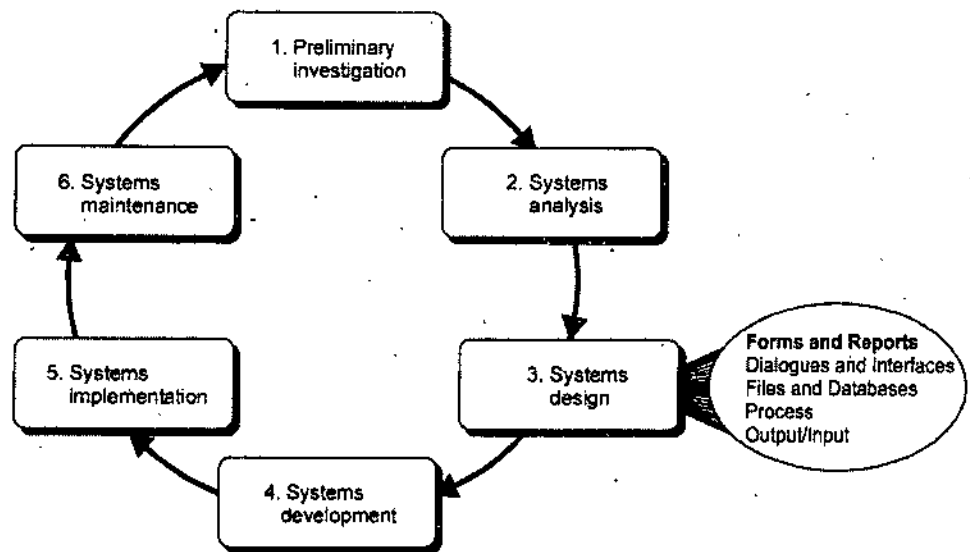 1. Preliminary
investigation
2. Systems
analysis
3. Systems
design
Forms and Reports
Dialogues and Interfaces
Files and Databases
Process
Output/Input
4. Systems
development
5. Systems
implementation
6. Systems
maintenance